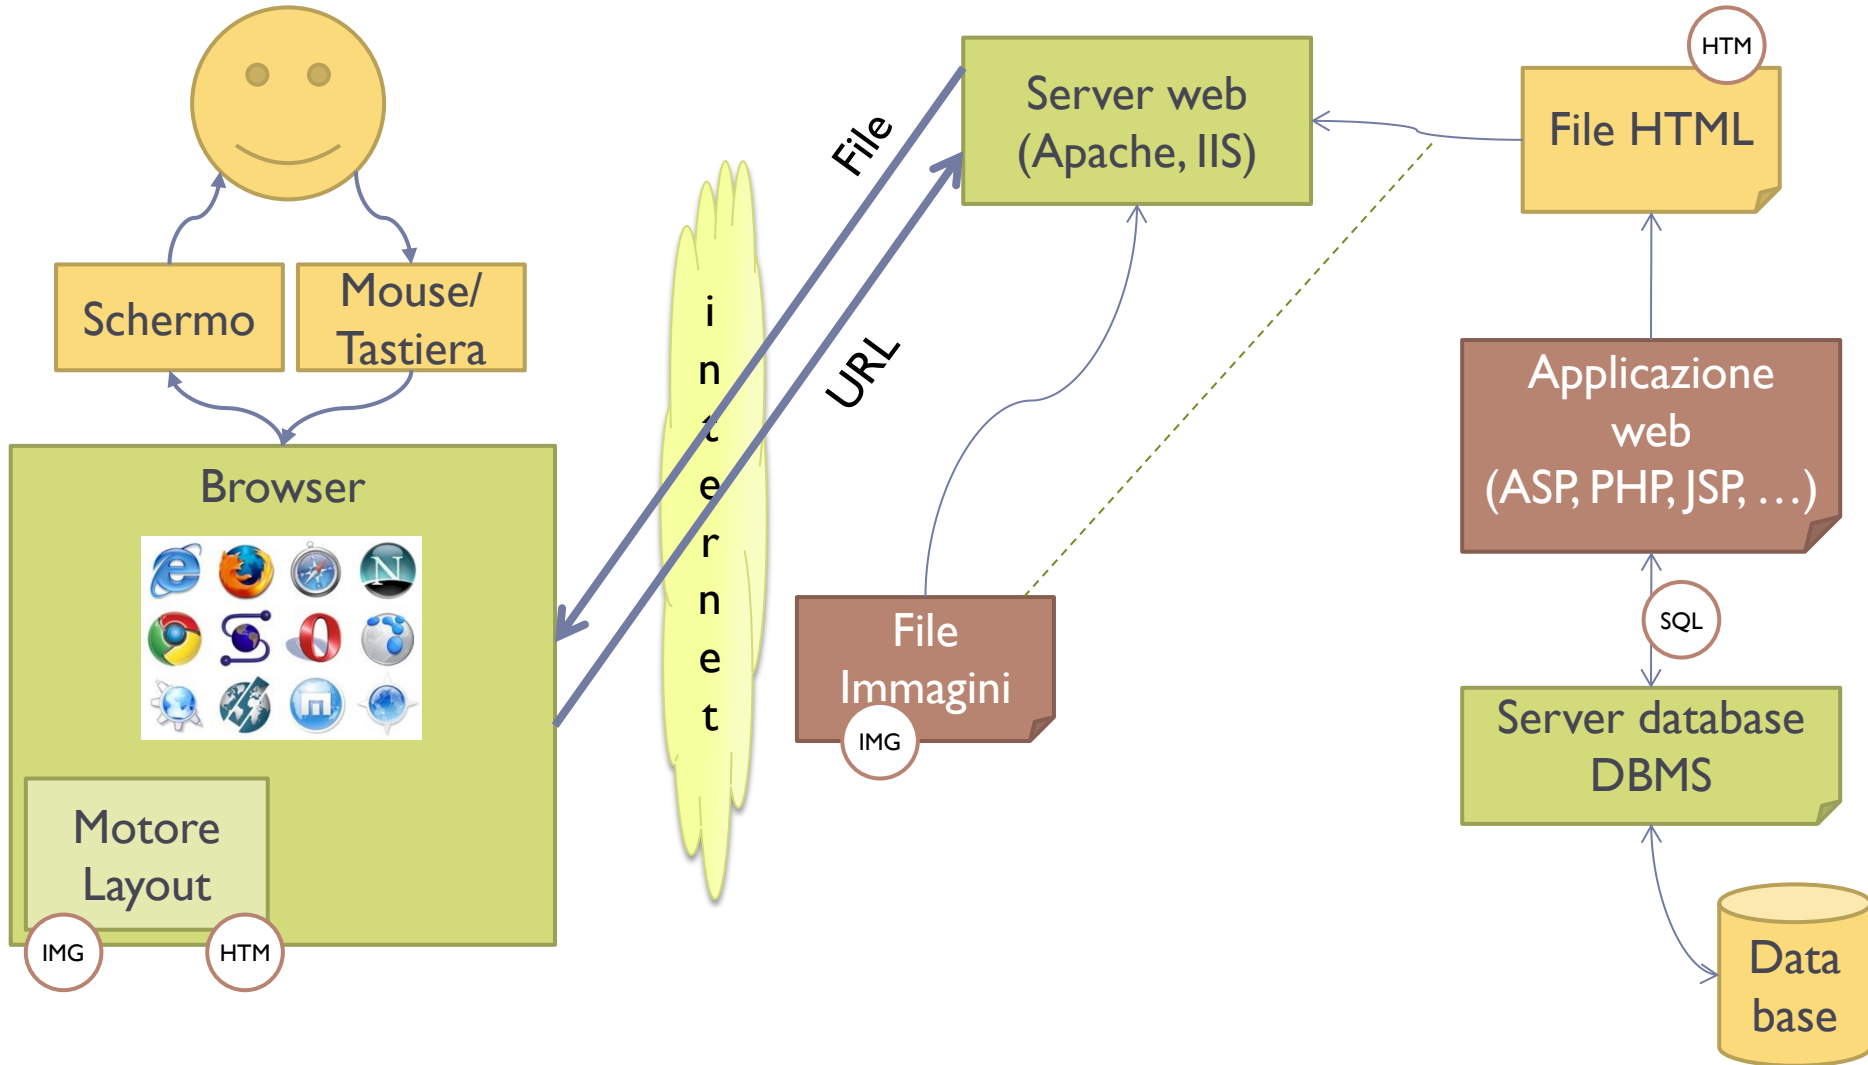 Schermo
Mouse/
Tastiera
Browser
N
Motore
Layout
IMG
HTM
internet
File
URL
Server web
(Apache, IIS)
File
Immagini
IMG
HTM
File HTML
Applicazione
web
(ASP, PHP, JSP, …)
SQL
Server database
DBMS
Data
base